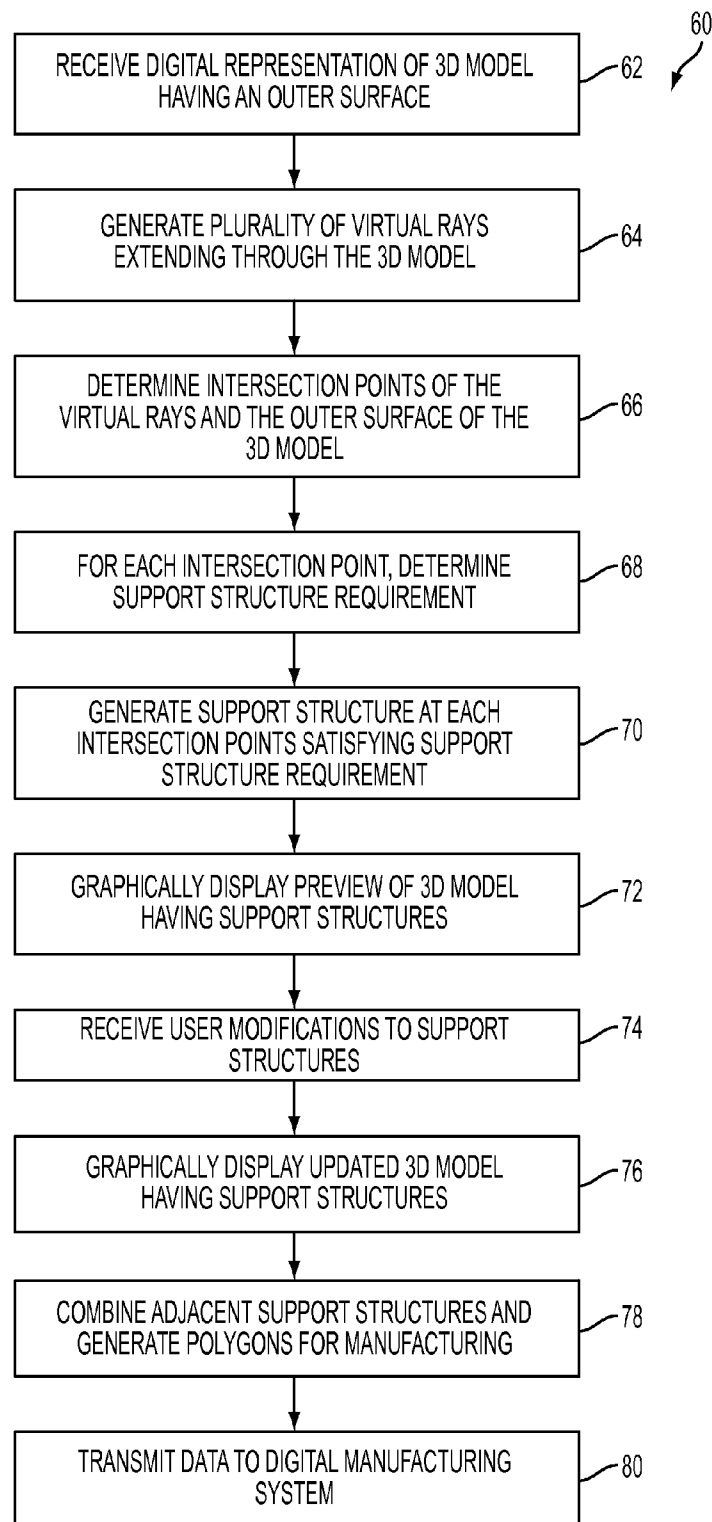 60
RECEIVE DIGITAL REPRESENTATION OF 3D MODEL
HAVING AN OUTER SURFACE
62
GENERATE PLURALITY OF VIRTUAL RAYS
EXTENDING THROUGH THE 3D MODEL
64
DETERMINE INTERSECTION POINTS OF THE
VIRTUAL RAYS AND THE OUTER SURFACE OF THE
3D MODEL
66
FOR EACH INTERSECTION POINT, DETERMINE
SUPPORT STRUCTURE REQUIREMENT
68
GENERATE SUPPORT STRUCTURE AT EACH
INTERSECTION POINTS SATISFYING SUPPORT
STRUCTURE REQUIREMENT
70
GRAPHICALLY DISPLAY PREVIEW OF 3D MODEL
HAVING SUPPORT STRUCTURES
72
RECEIVE USER MODIFICATIONS TO SUPPORT
STRUCTURES
74
GRAPHICALLY DISPLAY UPDATED 3D MODEL
HAVING SUPPORT STRUCTURES
76
COMBINE ADJACENT SUPPORT STRUCTURES AND
GENERATE POLYGONS FOR MANUFACTURING
78
TRANSMIT DATA TO DIGITAL MANUFACTURING
SYSTEM
80